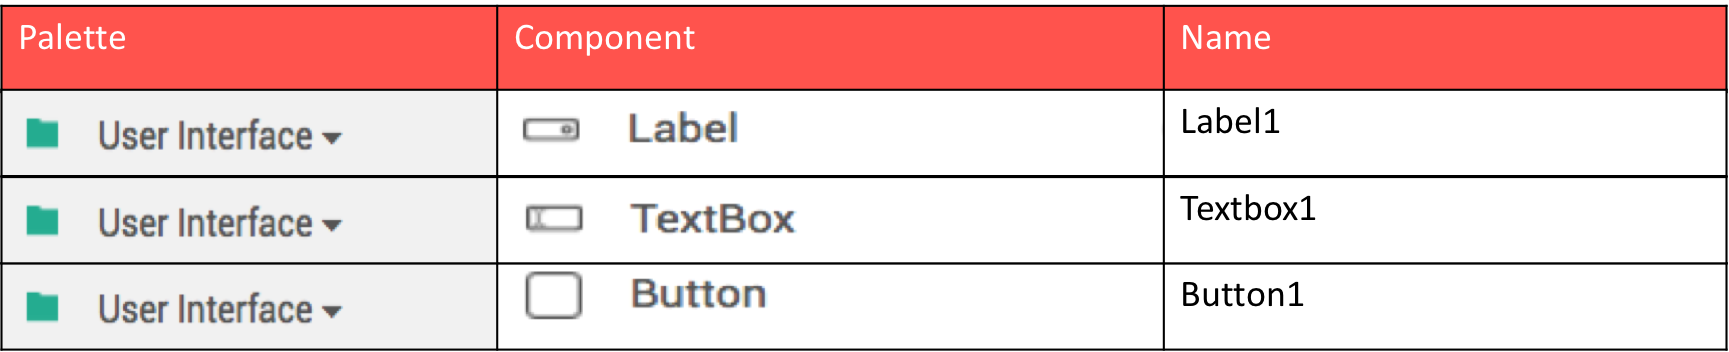 Palette Component Name
User Interface Label Label1
User Interface TextBox Textbox1
User Interface Button Button1